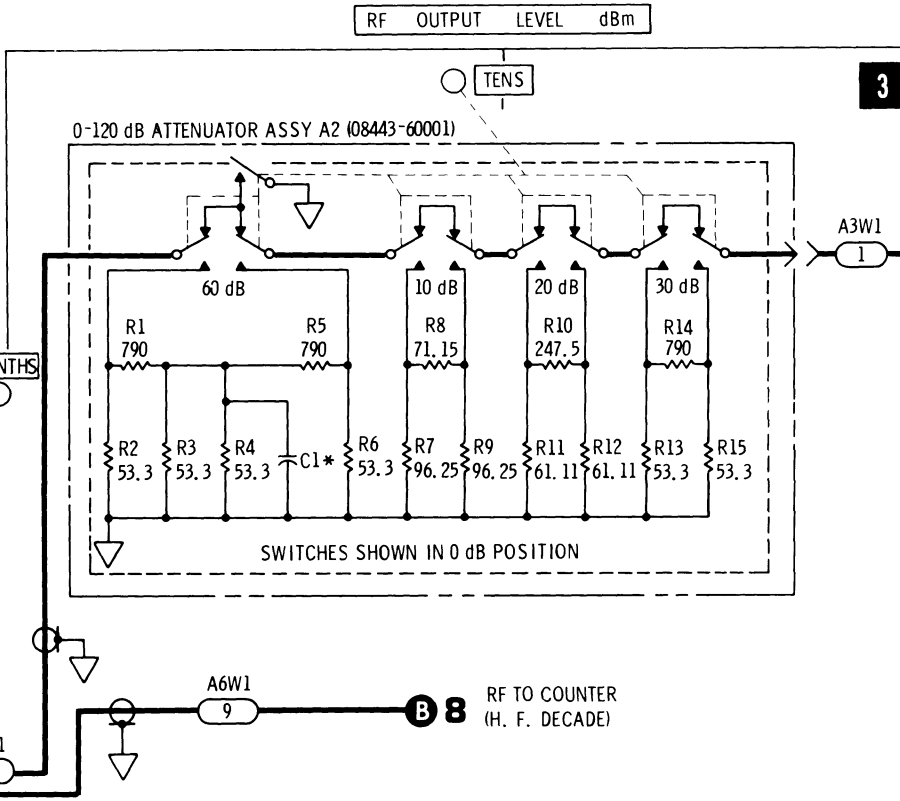 RF OUTPUT LEVEL dBm
TENS
3
0-120 dB ATTENUATOR ASSY A2 (08443-60001)
A3W1
1
60 dB
10 dB
20 dB
30 dB
R1
790
R5
790
R8
71.15
R10
247.5
R14
790
NTHS
R2
53.3
R3
53.3
R4
53.3
C1*
R6
53.3
R7
96.25
R9
96.25
R11
61.11
R12
61.11
R13
53.3
R15
53.3
SWITCHES SHOWN IN 0 dB POSITION
A6W1
9
B 8
RF TO COUNTER
(H. F. DECADE)
1